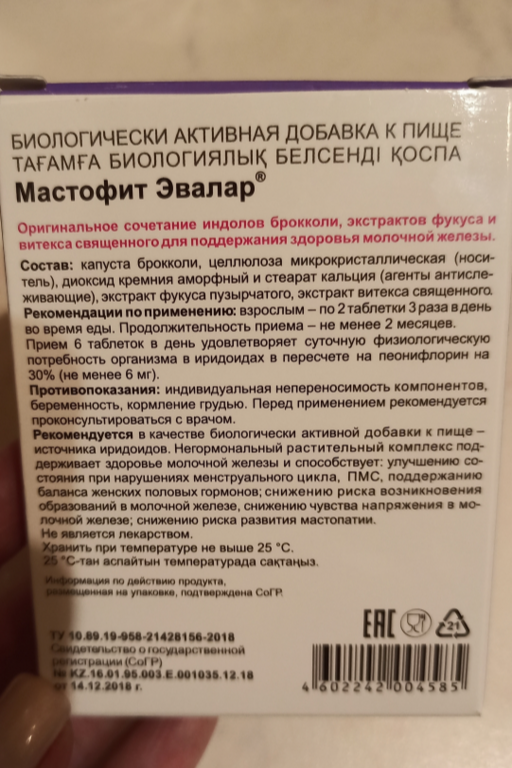 БИОЛОГИЧЕСКИ АКТИВНАЯ ДОБАВКА К ПИЩЕ
ТАҒАМҒА БИОЛОГИЯЛЫҚ БЕЛСЕНДІ ҚОСПА
Мастофит Эвалар®
Оригинальное сочетание индолов брокколи, экстрактов фукуса и
витекса священного для поддержания здоровья молочной железы.
Состав: капуста брокколи, целлюлоза микрокристаллическая (носи-
тель), диоксид кремния аморфный и стеарат кальция (агенты антисле-
живающие), экстракт фукуса пузырчатого, экстракт витекса священного.
Рекомендации по применению: взрослым – по 2 таблетки 3 раза в день
во время еды. Продолжительность приема – не менее 2 месяцев.
Прием 6 таблеток в день удовлетворяет суточную физиологическую
потребность организма в иридоидах в пересчете на пеонифлорин на
30% (не менее 6 мг).
Противопоказания: индивидуальная непереносимость компонентов,
беременность, кормление грудью. Перед применением рекомендуется
проконсультироваться с врачом.
Рекомендуется в качестве биологически активной добавки к пище –
источника иридоидов. Негормональный растительный комплекс под-
держивает здоровье молочной железы и способствует: улучшению со-
стояния при нарушениях менструального цикла, ПМС, поддержанию
баланса женских половых гормонов; снижению риска возникновения
образований в молочной железе, снижению чувства напряжения в мо-
лочной железе; снижению риска развития мастопатии.
Не является лекарством.
Хранить при температуре не выше 25 °С.
25 °С-тан аспайтын температурада сақтаңыз.
Информация по действию продукта,
размещенная на упаковке, подтверждена СоГР.
ТУ 10.89.19-958-21428156-2018
Свидетельство о государственной
регистрации (СоГР)
№ KZ.16.01.95.003.E.001035.12.18
от 14.12.2018 г.
EAC
21
4 602242 004585